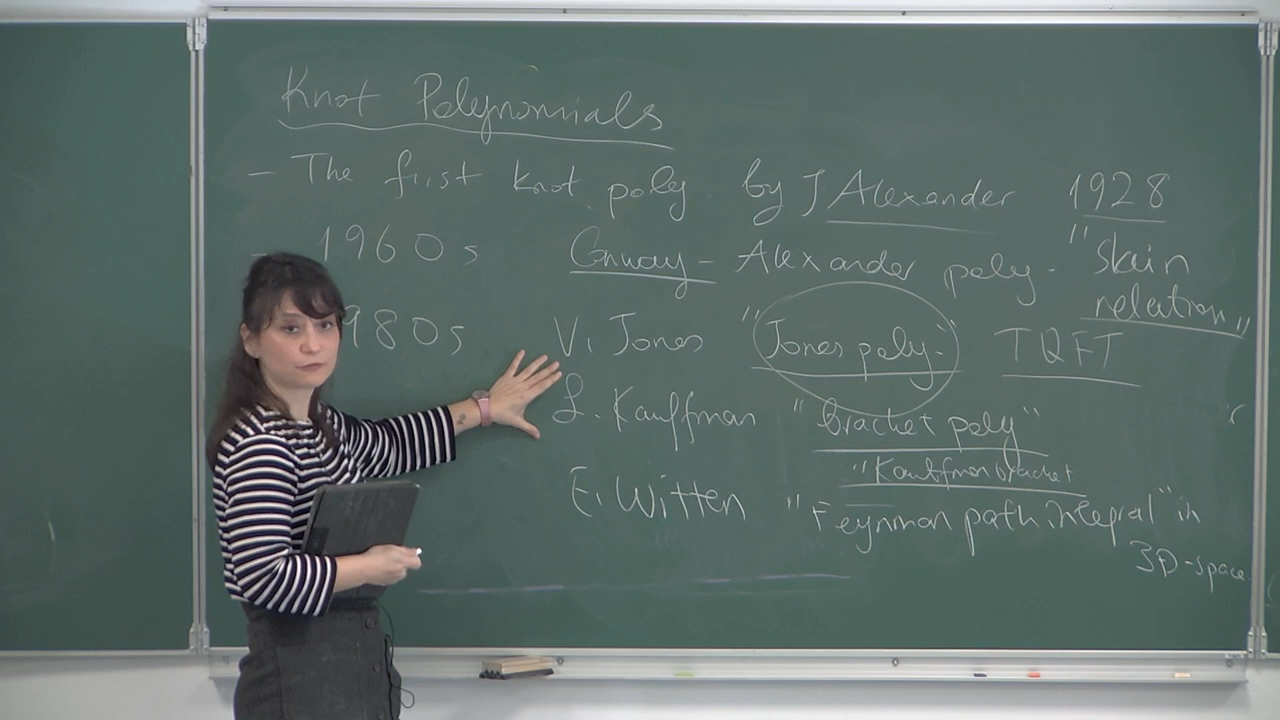 Knot Polynomials
- The first knot poly. by J Alexander 1928
- 1960s Conway - Alexander poly. "Skein relation"
980s V. Jones "Jones poly." TQFT
L. Kauffman "bracket poly"
"Kauffman bracket
E. Witten "Feynman path integral" in
3D-space